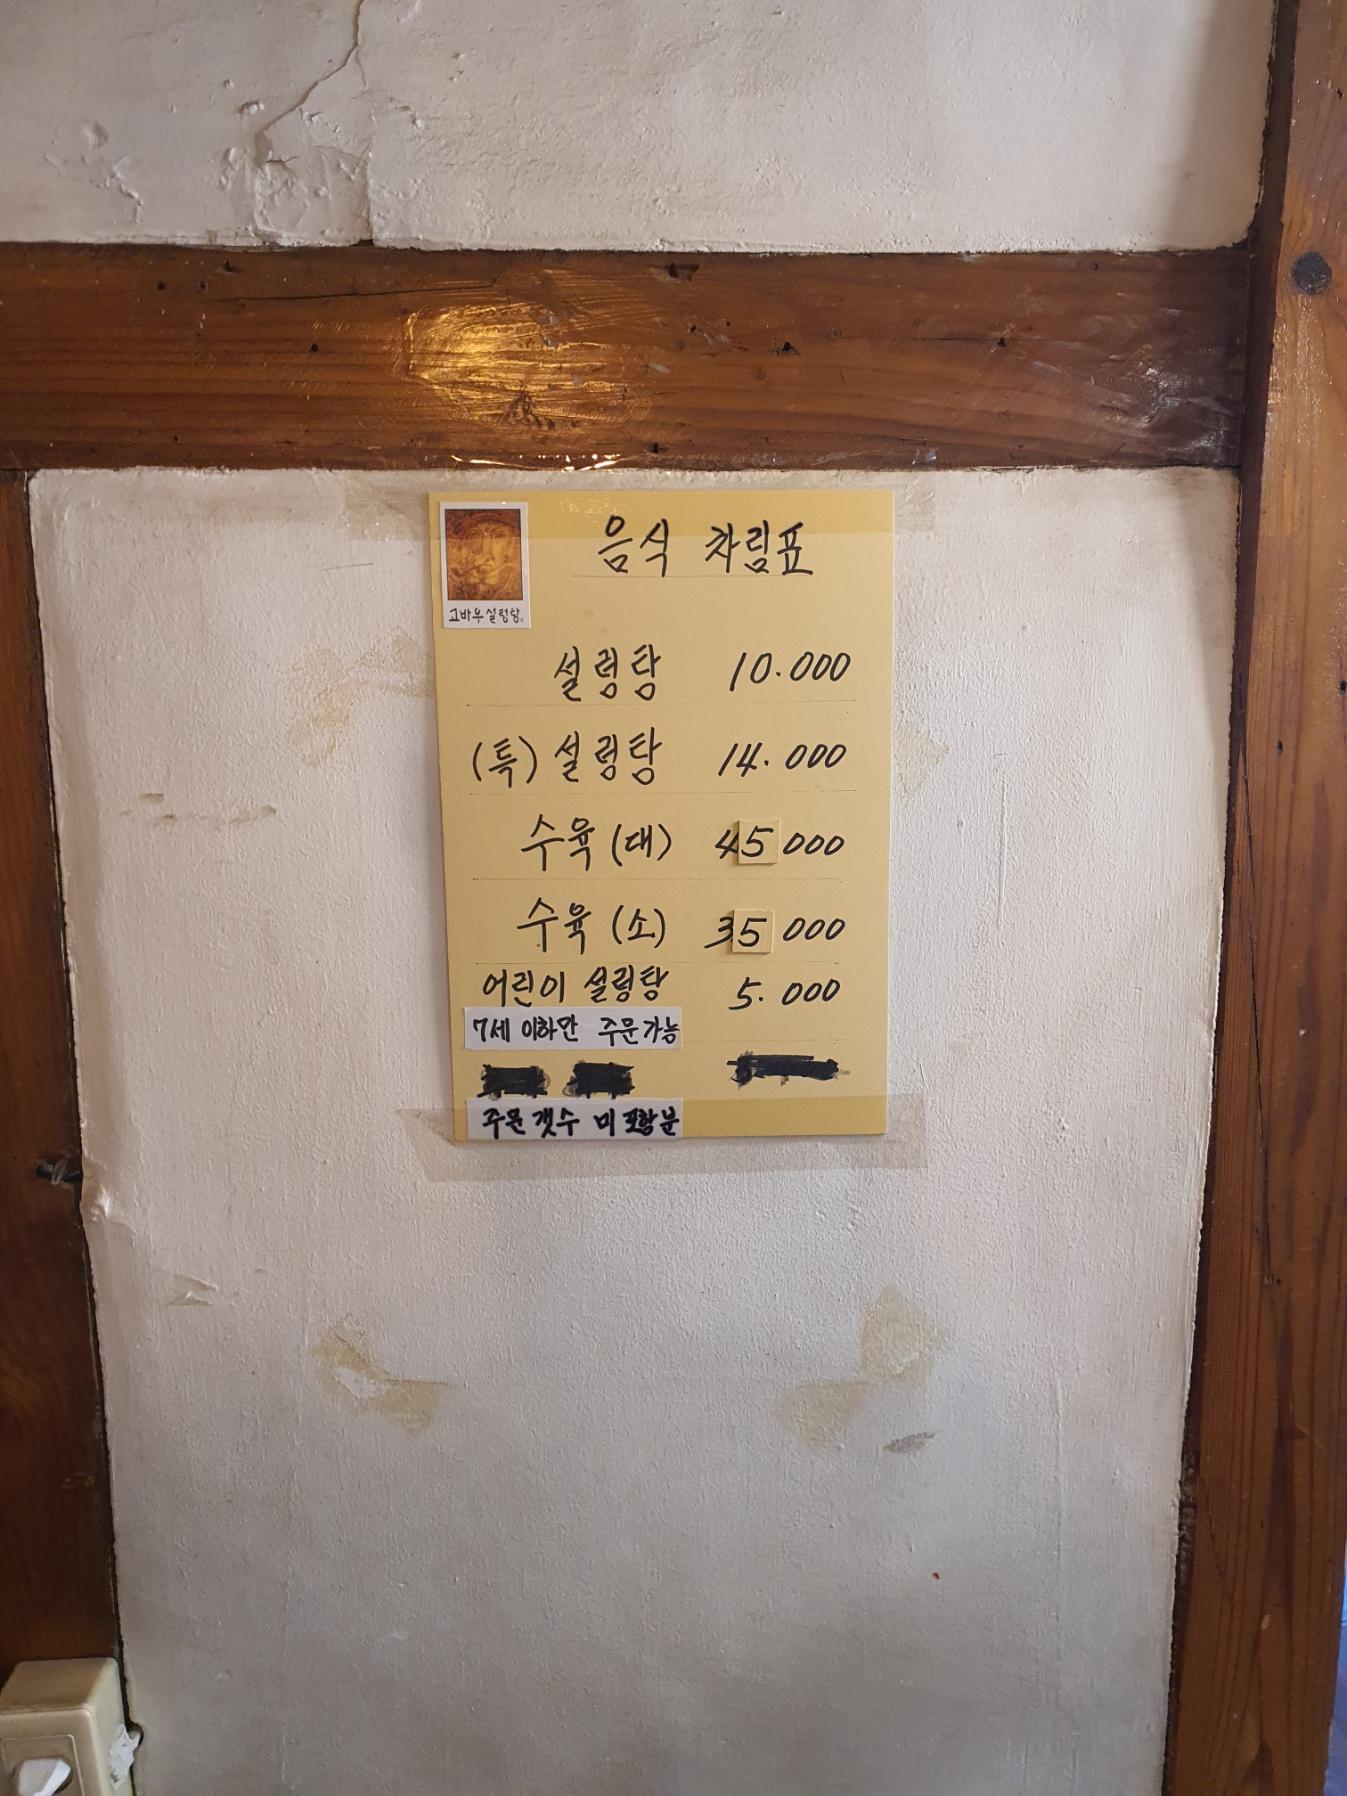 음식 차림표
고바우설렁탕
설렁탕 10.000
(특) 설렁탕 14.000
수육 (대) 45 000
수육 (소) 35 000
어린이 설렁탕 5.000
7세 이하만 주문가능
주문 갯수 미 포함분